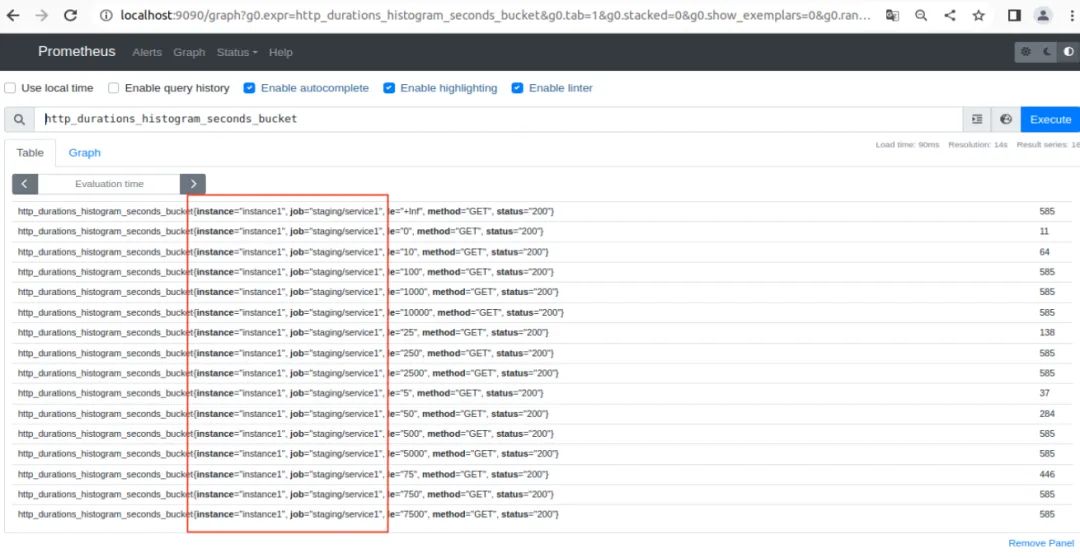 localhost:9090/graph?g0.expr=http_durations_histogram_seconds_bucket&g0.tab=1&g0.stacked=0&g0.show_exemplars=0&g0.ran...
Prometheus Alerts Graph Status Help
Use local time Enable query history Enable autocomplete Enable highlighting Enable linter
http_durations_histogram_seconds_bucket Execute
Table Graph Load time: 90ms Resolution: 14s Result series: 16
Evaluation time
http_durations_histogram_seconds_bucket{instance="instance1", job="staging/service1", le="+Inf", method="GET", status="200"} 585
http_durations_histogram_seconds_bucket{instance="instance1", job="staging/service1", le="0", method="GET", status="200"} 11
http_durations_histogram_seconds_bucket{instance="instance1", job="staging/service1", le="10", method="GET", status="200"} 64
http_durations_histogram_seconds_bucket{instance="instance1", job="staging/service1", le="100", method="GET", status="200"} 585
http_durations_histogram_seconds_bucket{instance="instance1", job="staging/service1", le="1000", method="GET", status="200"} 585
http_durations_histogram_seconds_bucket{instance="instance1", job="staging/service1", le="10000", method="GET", status="200"} 585
http_durations_histogram_seconds_bucket{instance="instance1", job="staging/service1", le="25", method="GET", status="200"} 138
http_durations_histogram_seconds_bucket{instance="instance1", job="staging/service1", le="250", method="GET", status="200"} 585
http_durations_histogram_seconds_bucket{instance="instance1", job="staging/service1", le="2500", method="GET", status="200"} 585
http_durations_histogram_seconds_bucket{instance="instance1", job="staging/service1", le="5", method="GET", status="200"} 37
http_durations_histogram_seconds_bucket{instance="instance1", job="staging/service1", le="50", method="GET", status="200"} 284
http_durations_histogram_seconds_bucket{instance="instance1", job="staging/service1", le="500", method="GET", status="200"} 585
http_durations_histogram_seconds_bucket{instance="instance1", job="staging/service1", le="5000", method="GET", status="200"} 585
http_durations_histogram_seconds_bucket{instance="instance1", job="staging/service1", le="75", method="GET", status="200"} 446
http_durations_histogram_seconds_bucket{instance="instance1", job="staging/service1", le="750", method="GET", status="200"} 585
http_durations_histogram_seconds_bucket{instance="instance1", job="staging/service1", le="7500", method="GET", status="200"} 585
Remove Panel